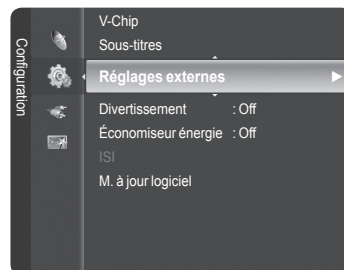 Configuration
V-Chip
Sous-titres
Réglages externes
Divertissement : Off
Économiseur énergie : Off
ISI
M. à jour logiciel